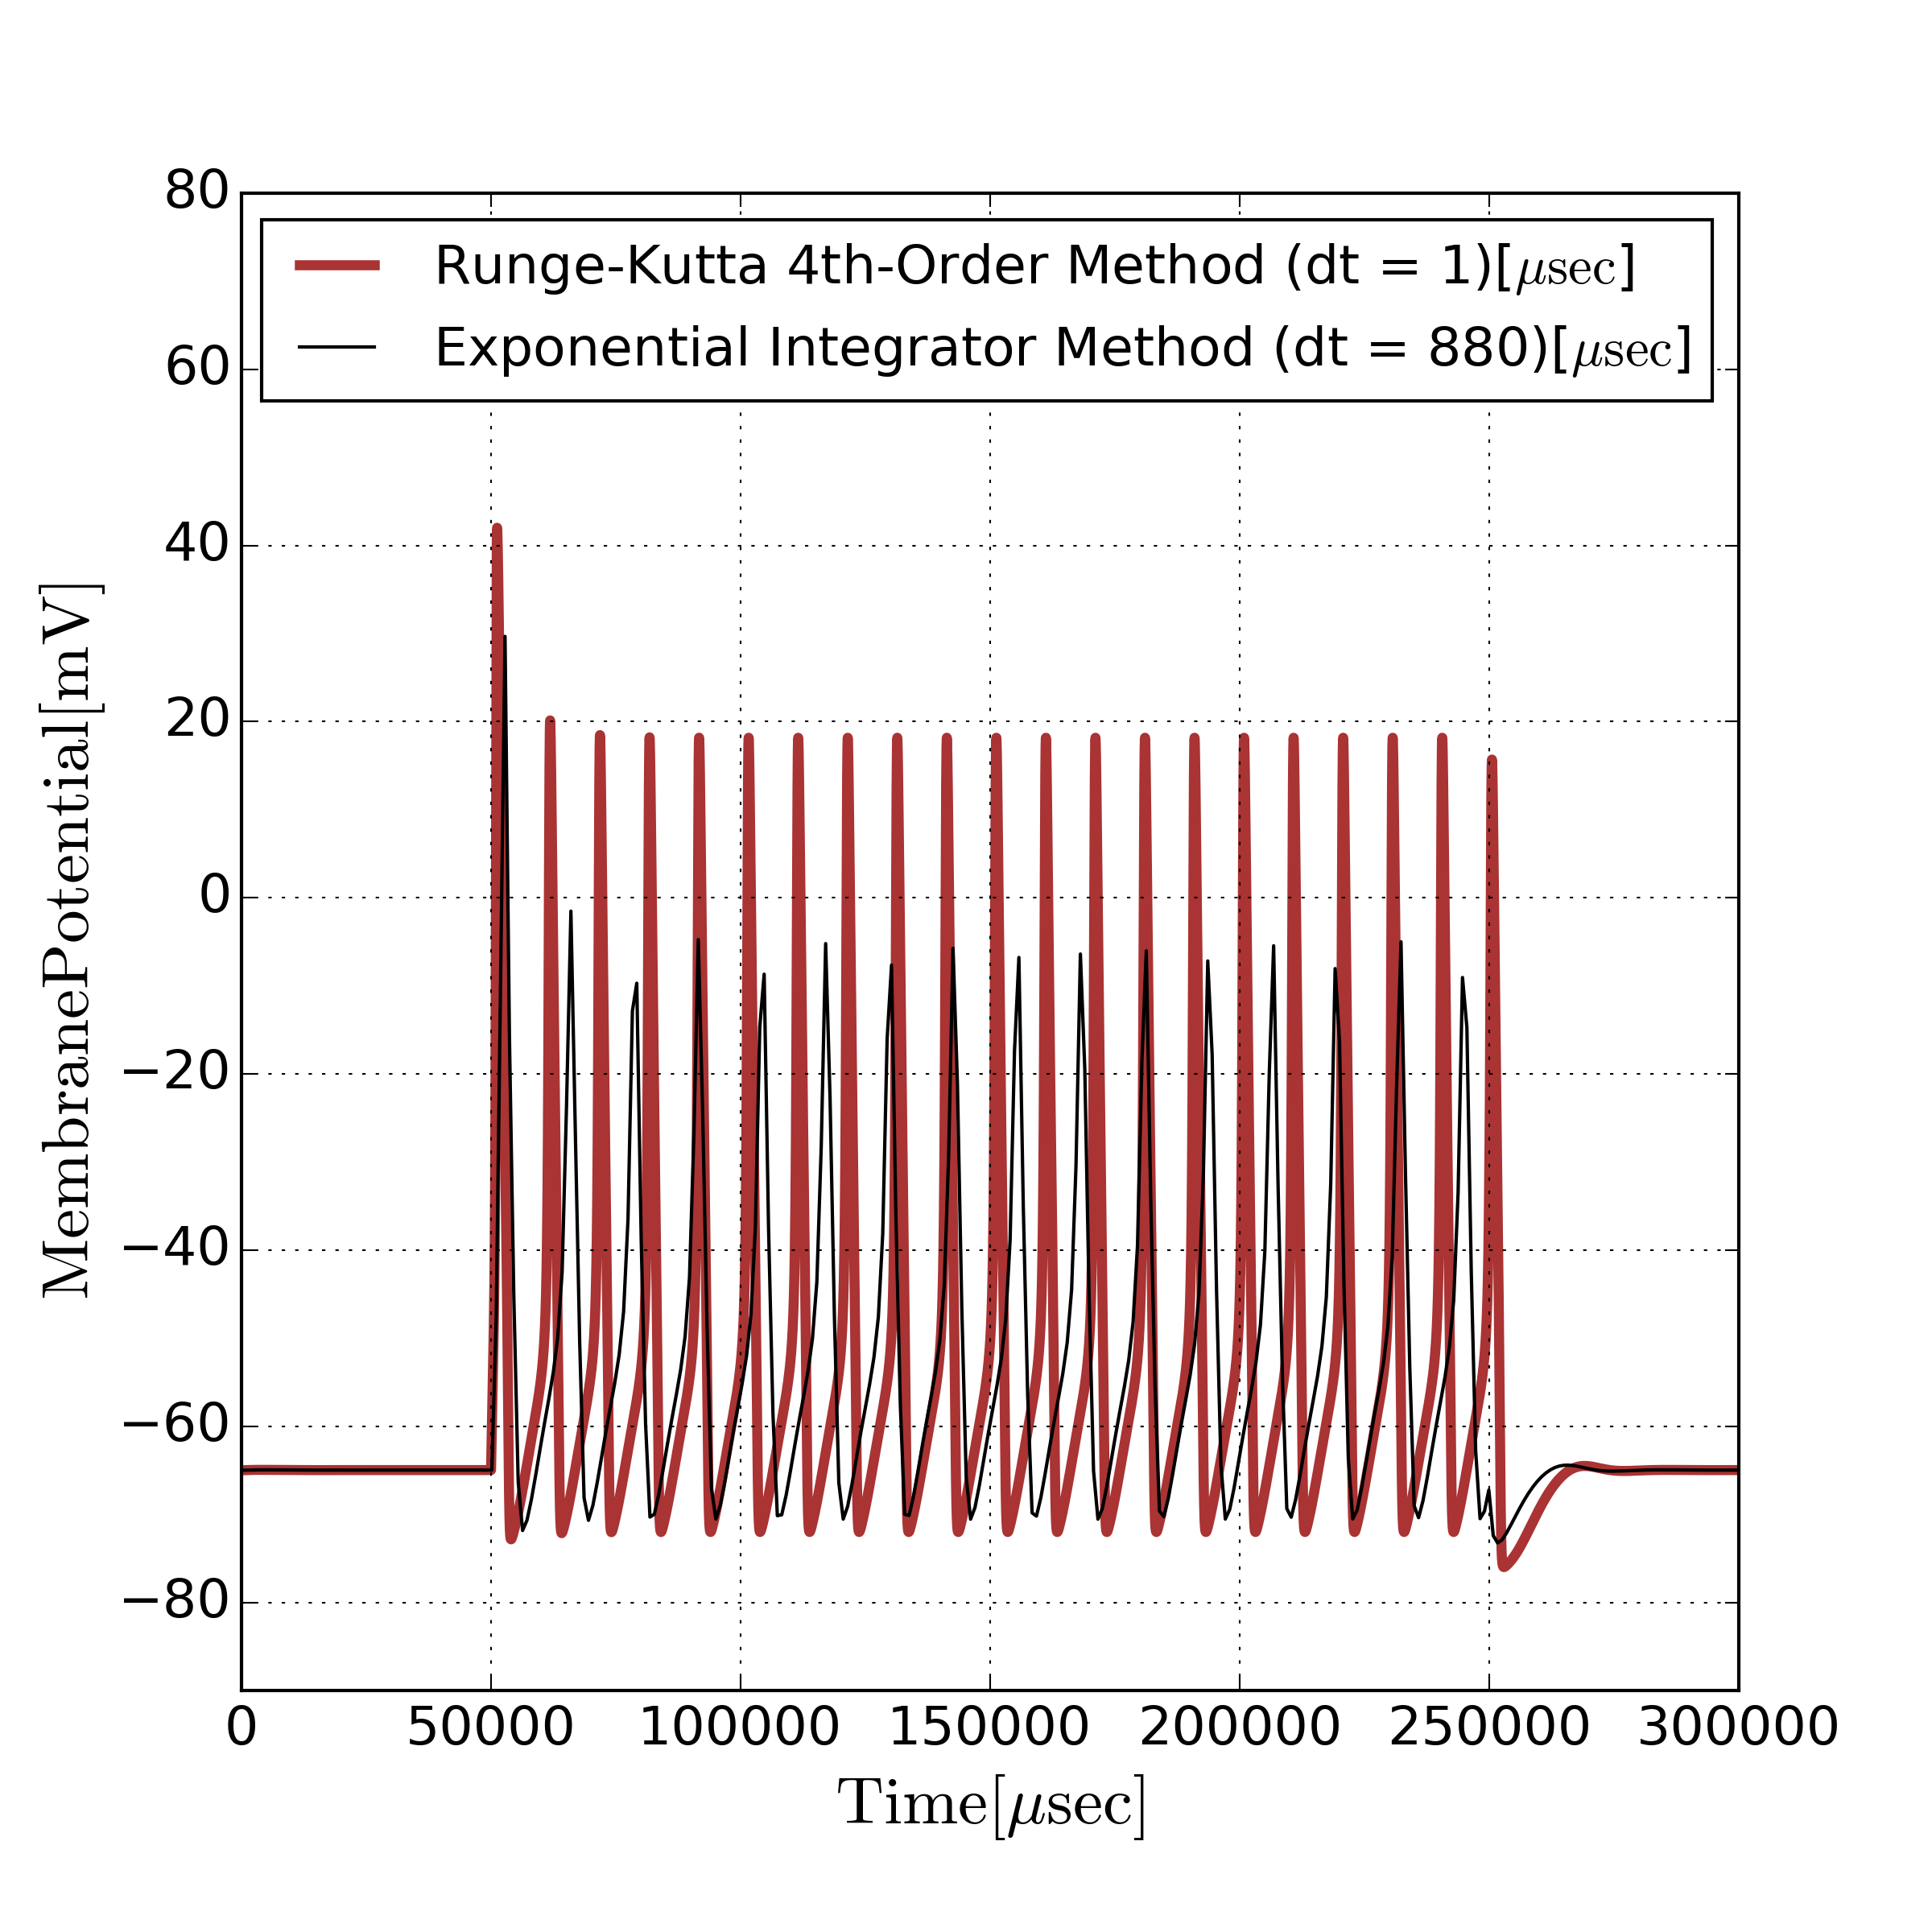 80
Runge-Kutta 4th-Order Method (dt = 1)[μsec]
Exponential Integrator Method (dt = 880)[μsec]
60
40
20
0
−20
−40
−60
−80
MembranePotential[mV]
0 50000 100000 150000 200000 250000 300000
Time[μsec]